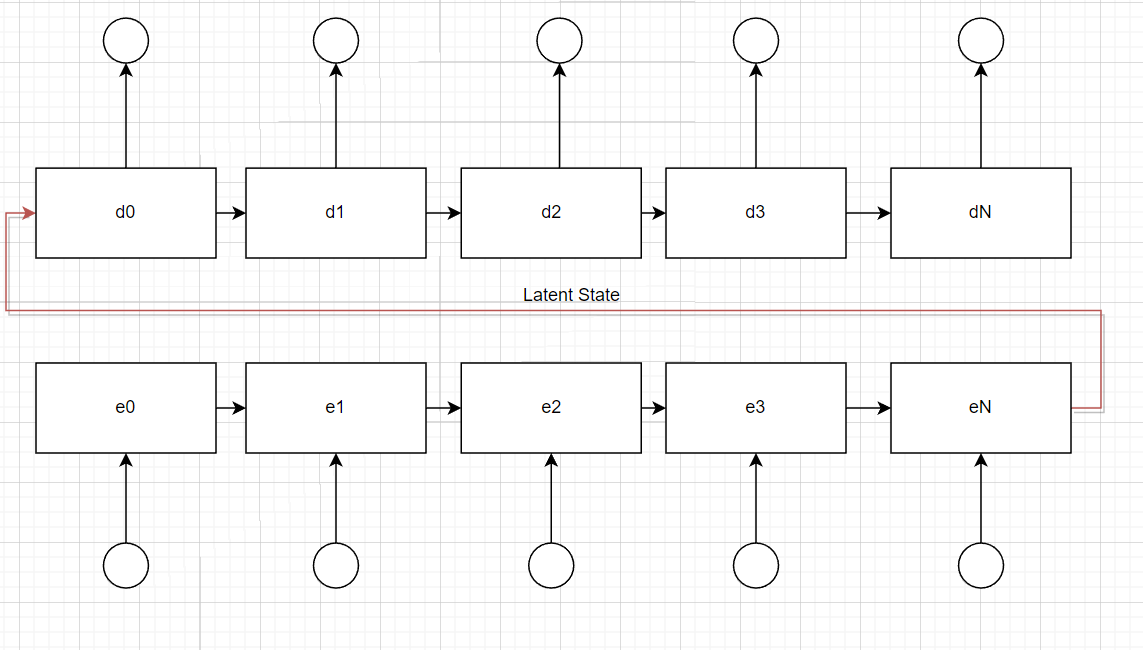 d0
d1
d2
d3
dN
Latent State
e0
e1
e2
e3
eN